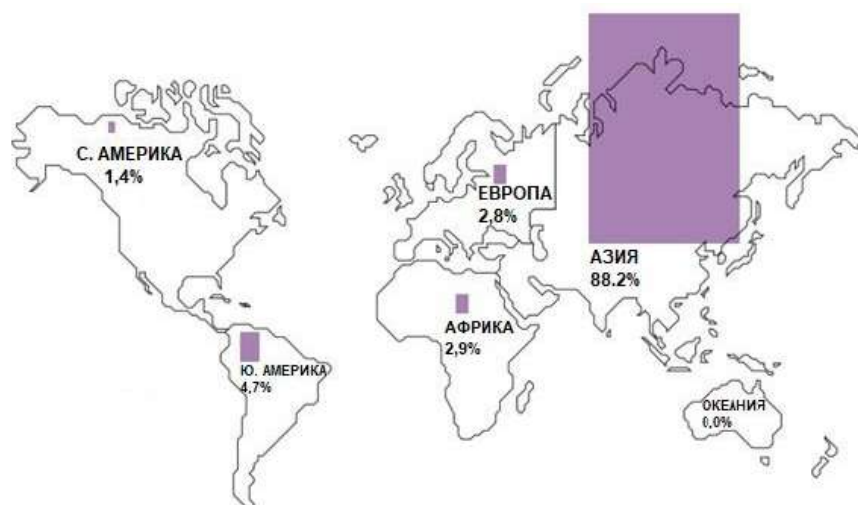 С. АМЕРИКА
1,4%
ЕВРОПА
2,8%
АЗИЯ
88.2%
АФРИКА
2,9%
Ю. АМЕРИКА
4,7%
ОКЕАНИЯ
0,0%